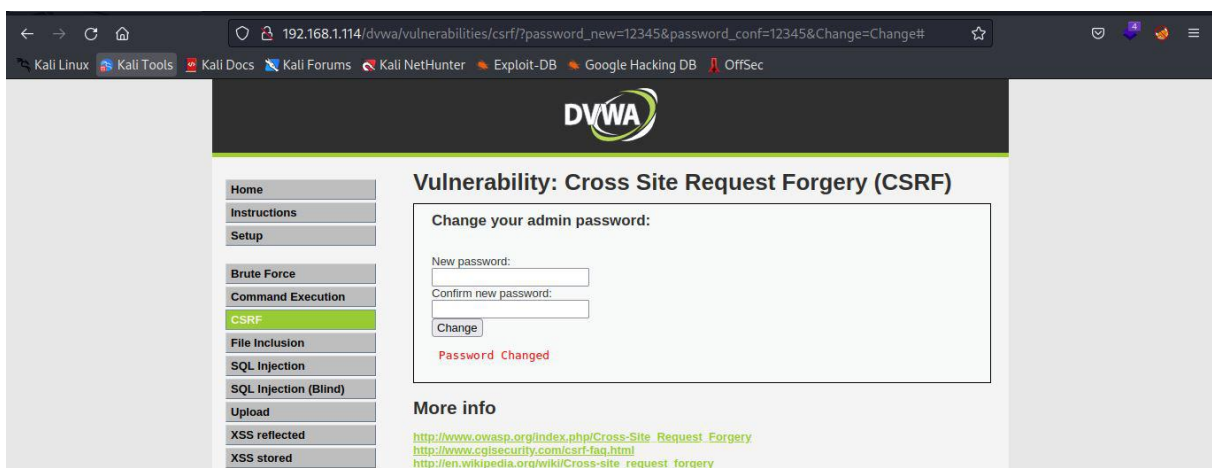 192.168.1.114/dvwa/vulnerabilities/csrf/?password_new=12345&password_conf=12345&Change=Change#
4
Kali Linux Kali Tools Kali Docs Kali Forums Kali NetHunter Exploit-DB Google Hacking DB OffSec
DVWA
Home
Instructions
Setup
Brute Force
Command Execution
CSRF
File Inclusion
SQL Injection
SQL Injection (Blind)
Upload
XSS reflected
XSS stored
Vulnerability: Cross Site Request Forgery (CSRF)
Change your admin password:
New password:
Confirm new password:
Change
Password Changed
More info
http://www.owasp.org/index.php/Cross-Site_Request_Forgery
http://www.cgisecurity.com/csrf-faq.html
http://en.wikipedia.org/wiki/Cross-site_request_forgery